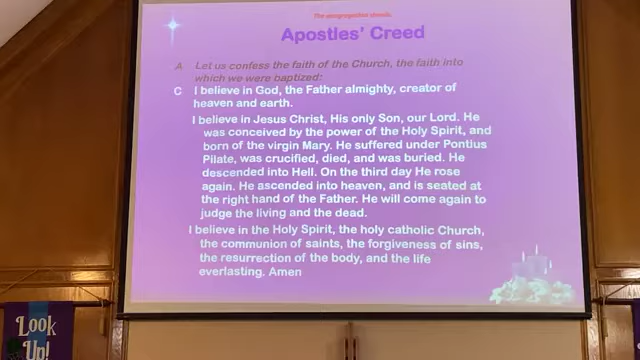 The congregation stands.
Apostles' Creed
A Let us confess the faith of the Church, the faith into
which we were baptized:
C I believe in God, the Father almighty, creator of
heaven and earth.
I believe in Jesus Christ, His only Son, our Lord. He
was conceived by the power of the Holy Spirit, and
born of the virgin Mary. He suffered under Pontius
Pilate, was crucified, died, and was buried. He
descended into Hell. On the third day He rose
again. He ascended into heaven, and is seated at
the right hand of the Father. He will come again to
judge the living and the dead.
I believe in the Holy Spirit, the holy catholic Church,
the communion of saints, the forgiveness of sins,
the resurrection of the body, and the life
everlasting. Amen
Look
Up!